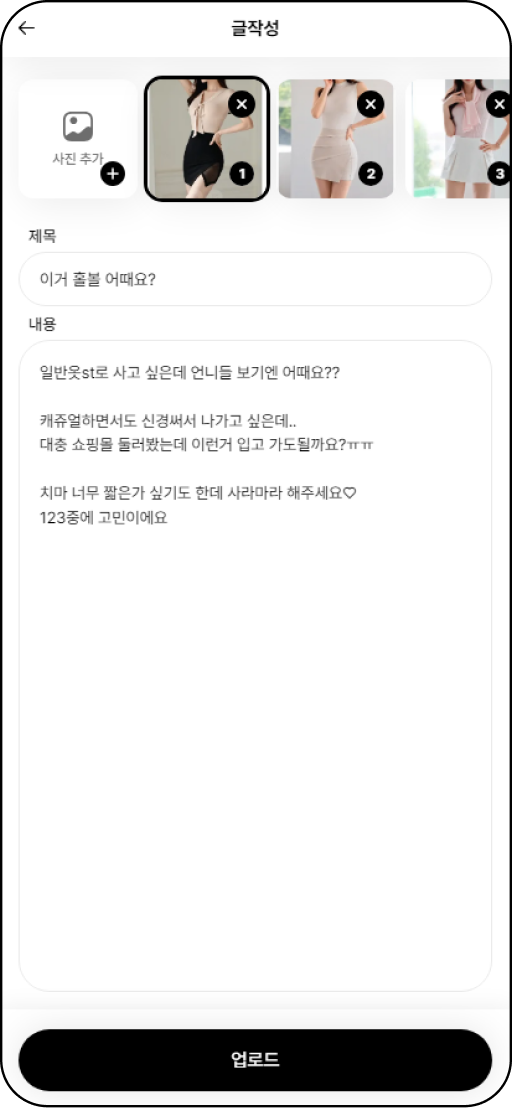 글작성
사진 추가
1
2
3
제목
이거 홀볼 어때요?
내용
일반옷st로 사고 싶은데 언니들 보기엔 어때요??
캐쥬얼하면서도 신경써서 나가고 싶은데..
대충 쇼핑몰 둘러봤는데 이런거 입고 가도될까요?ㅠㅠ
치마 너무 짧은가 싶기도 한데 사라마라 해주세요♡
123중에 고민이에요
업로드